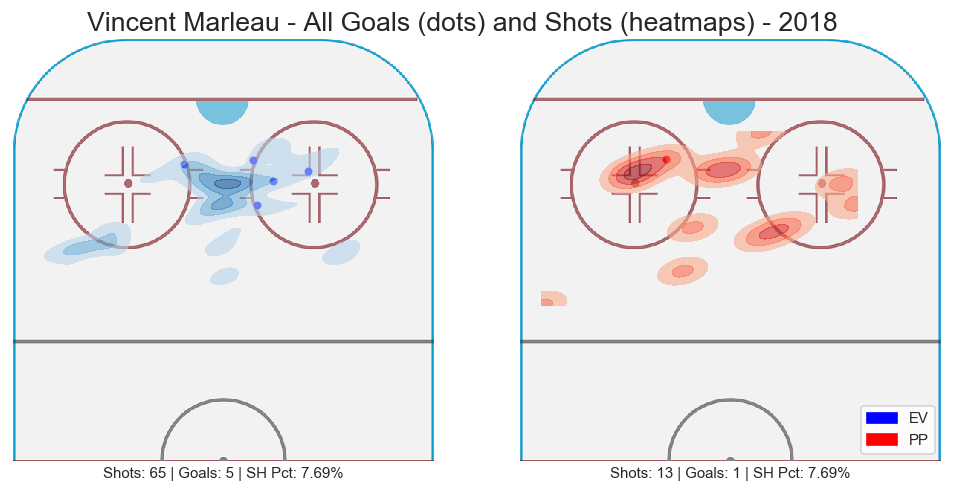 Vincent Marleau - All Goals (dots) and Shots (heatmaps) - 2018
EV
PP
Shots: 65 | Goals: 5 | SH Pct: 7.69%
Shots: 13 | Goals: 1 | SH Pct: 7.69%